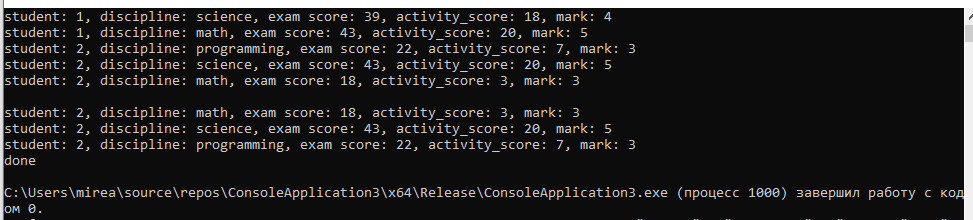 student: 1, discipline: science, exam score: 39, activity_score: 18, mark: 4
student: 1, discipline: math, exam score: 43, activity_score: 20, mark: 5
student: 2, discipline: programming, exam score: 22, activity_score: 7, mark: 3
student: 2, discipline: science, exam score: 43, activity_score: 20, mark: 5
student: 2, discipline: math, exam score: 18, activity_score: 3, mark: 3
student: 2, discipline: math, exam score: 18, activity_score: 3, mark: 3
student: 2, discipline: science, exam score: 43, activity_score: 20, mark: 5
student: 2, discipline: programming, exam score: 22, activity_score: 7, mark: 3
done
C:\Users\mirea\source\repos\ConsoleApplication3\x64\Release\ConsoleApplication3.exe (процесс 1000) завершил работу с код
ом 0.